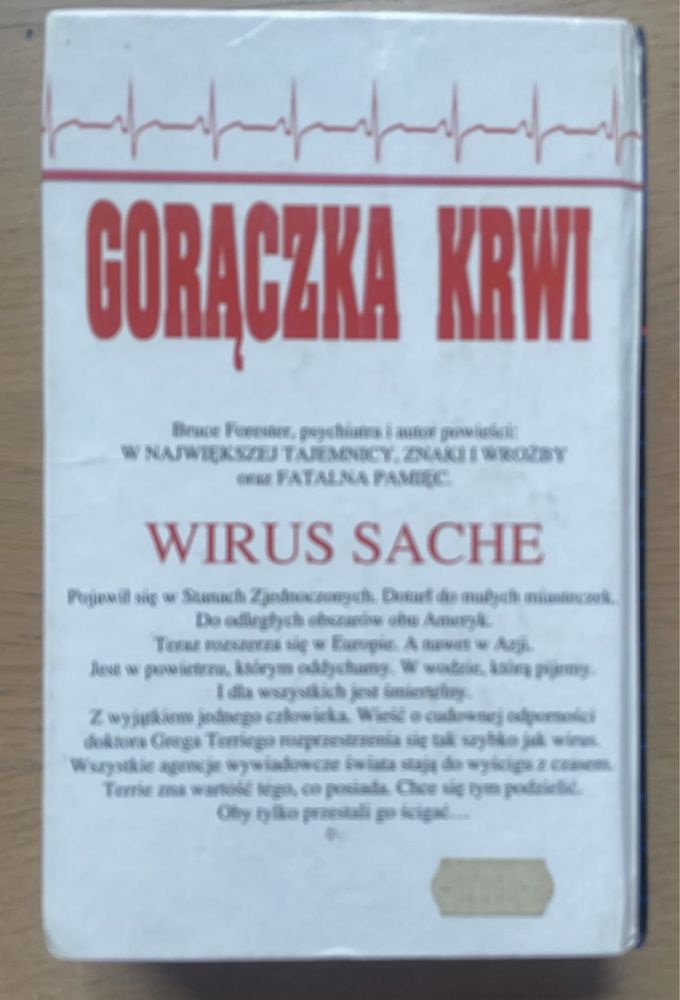 GORĄCZKA KRWI
Bruce Forester, psychiatra i autor powieści:
W NAJWIĘKSZEJ TAJEMNICY, ZNAKI I WRÓŻBY
oraz FATALNA PAMIĘĆ.
WIRUS SACHE
Pojawił się w Stanach Zjednoczonych. Dotarł do małych miasteczek.
Do odległych obszarów obu Ameryk.
Teraz rozszerza się w Europie. A nawet w Azji.
Jest w powietrzu, którym oddychamy. W wodzie, którą pijemy.
I dla wszystkich jest śmiertelny.
Z wyjątkiem jednego człowieka. Wieść o cudownej odporności
doktora Grega Terriego rozprzestrzenia się tak szybko jak wirus.
Wszystkie agencje wywiadowcze świata stają do wyścigu z czasem.
Terrie zna wartość tego, co posiada. Chce się tym podzielić.
Oby tylko przestali go ścigać...